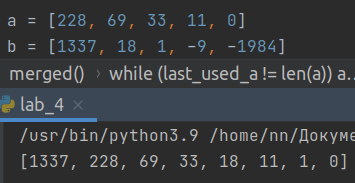 a = [228, 69, 33, 11, 0]
b = [1337, 18, 1, -9, -1984]
merged() › while (last_used_a != len(a)) a...
lab_4 ×
/usr/bin/python3.9 /home/nn/Докуме
[1337, 228, 69, 33, 18, 11, 1, 0]